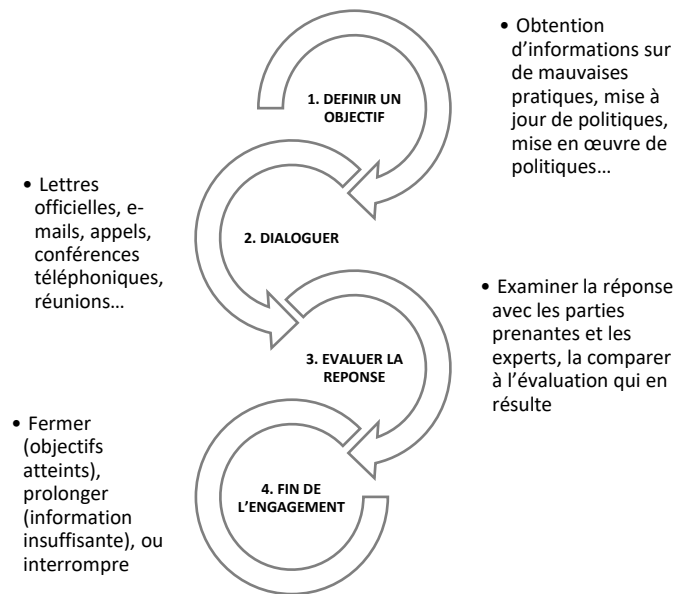 1. DEFINIR UN
OBJECTIF
• Obtention
d’informations sur
de mauvaises
pratiques, mise à
jour de politiques,
mise en œuvre de
politiques…
2. DIALOGUER
• Lettres
officielles, e-
mails, appels,
conférences
téléphoniques,
réunions…
3. EVALUER LA
REPONSE
• Examiner la réponse
avec les parties
prenantes et les
experts, la comparer
à l’évaluation qui en
résulte
4. FIN DE
L’ENGAGEMENT
• Fermer
(objectifs
atteints),
prolonger
(information
insuffisante), ou
interrompre